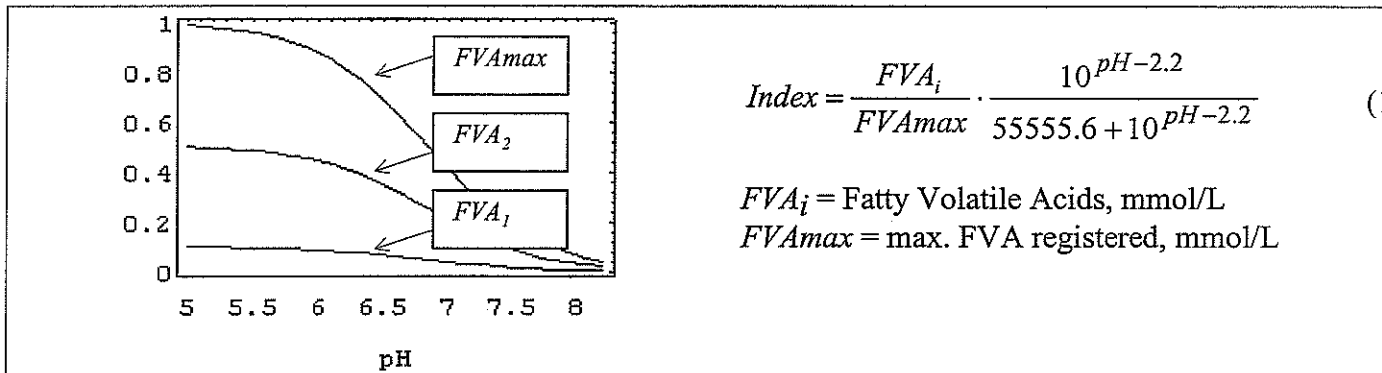 1
0.8
0.6
0.4
0.2
0
FVAmax
FVA₂
FVA₁
5 5.5 6 6.5 7 7.5 8
pH
Index = FVAᵢ/FVAmax · 10^(pH−2.2)/(55555.6 + 10^(pH−2.2)) (1
FVAᵢ = Fatty Volatile Acids, mmol/L
FVAmax = max. FVA registered, mmol/L